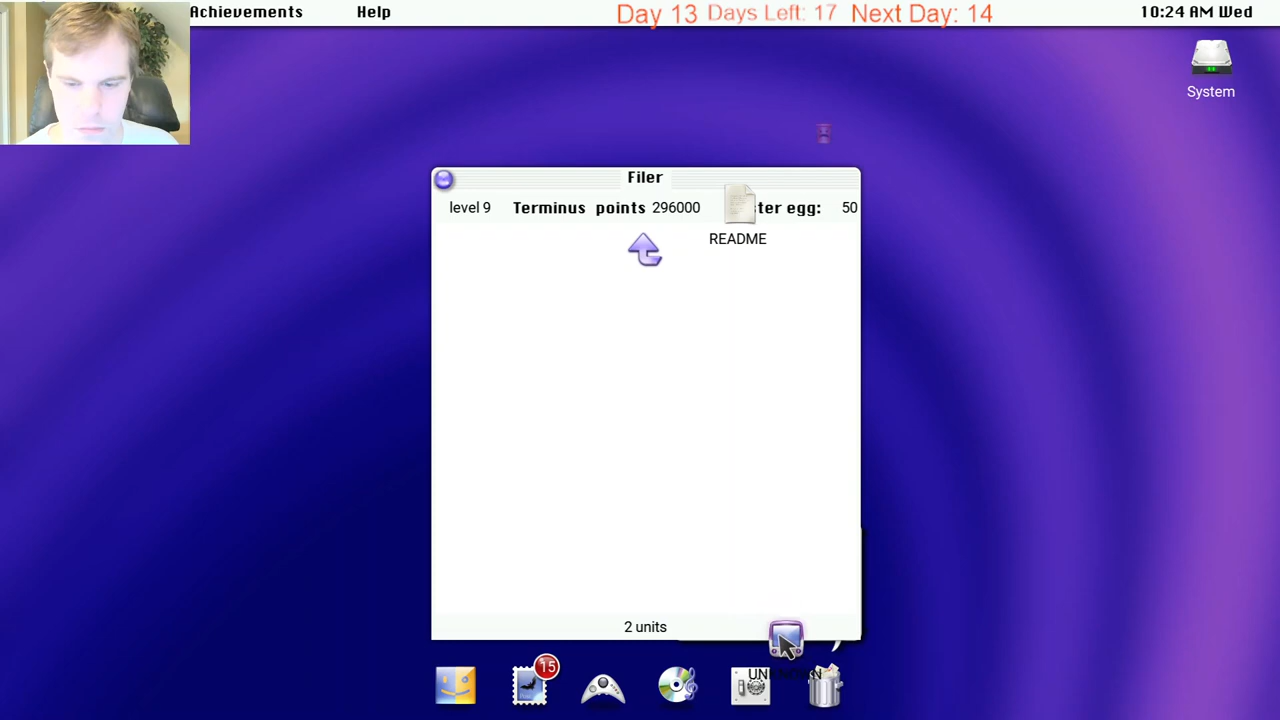 Achievements Help Day 13 Days Left: 17 Next Day: 14 10:24 AM Wed
System
Filer
level 9 Terminus points 296000 ter egg: 50
README
2 units
15